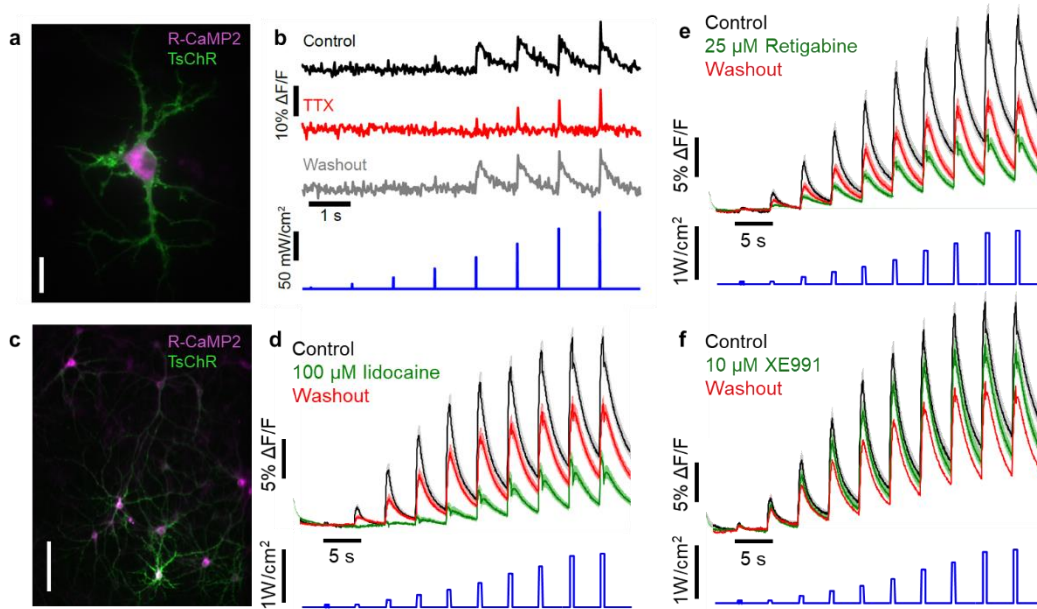 a
R-CaMP2
TsChR
b
Control
10% ΔF/F
TTX
Washout
1 s
50 mW/cm²
c
R-CaMP2
TsChR
d
Control
100 µM lidocaine
Washout
5% ΔF/F
5 s
1W/cm²
e
Control
25 µM Retigabine
Washout
5% ΔF/F
5 s
1W/cm²
f
Control
10 µM XE991
Washout
5% ΔF/F
5 s
1W/cm²